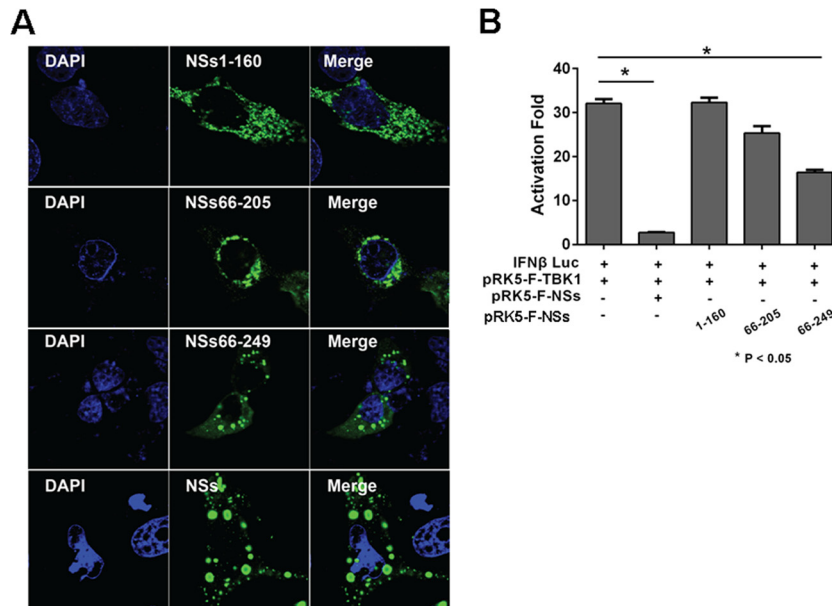 A
DAPI NSs1-160 Merge
DAPI NSs66-205 Merge
DAPI NSs66-249 Merge
DAPI NSs Merge
B
* *
40
30
20
10
0
Activation Fold
IFNβ Luc + + + + +
pRK5-F-TBK1 + + + + +
pRK5-F-NSs - + - - -
pRK5-F-NSs - - 1-160 66-205 66-249
* P < 0.05